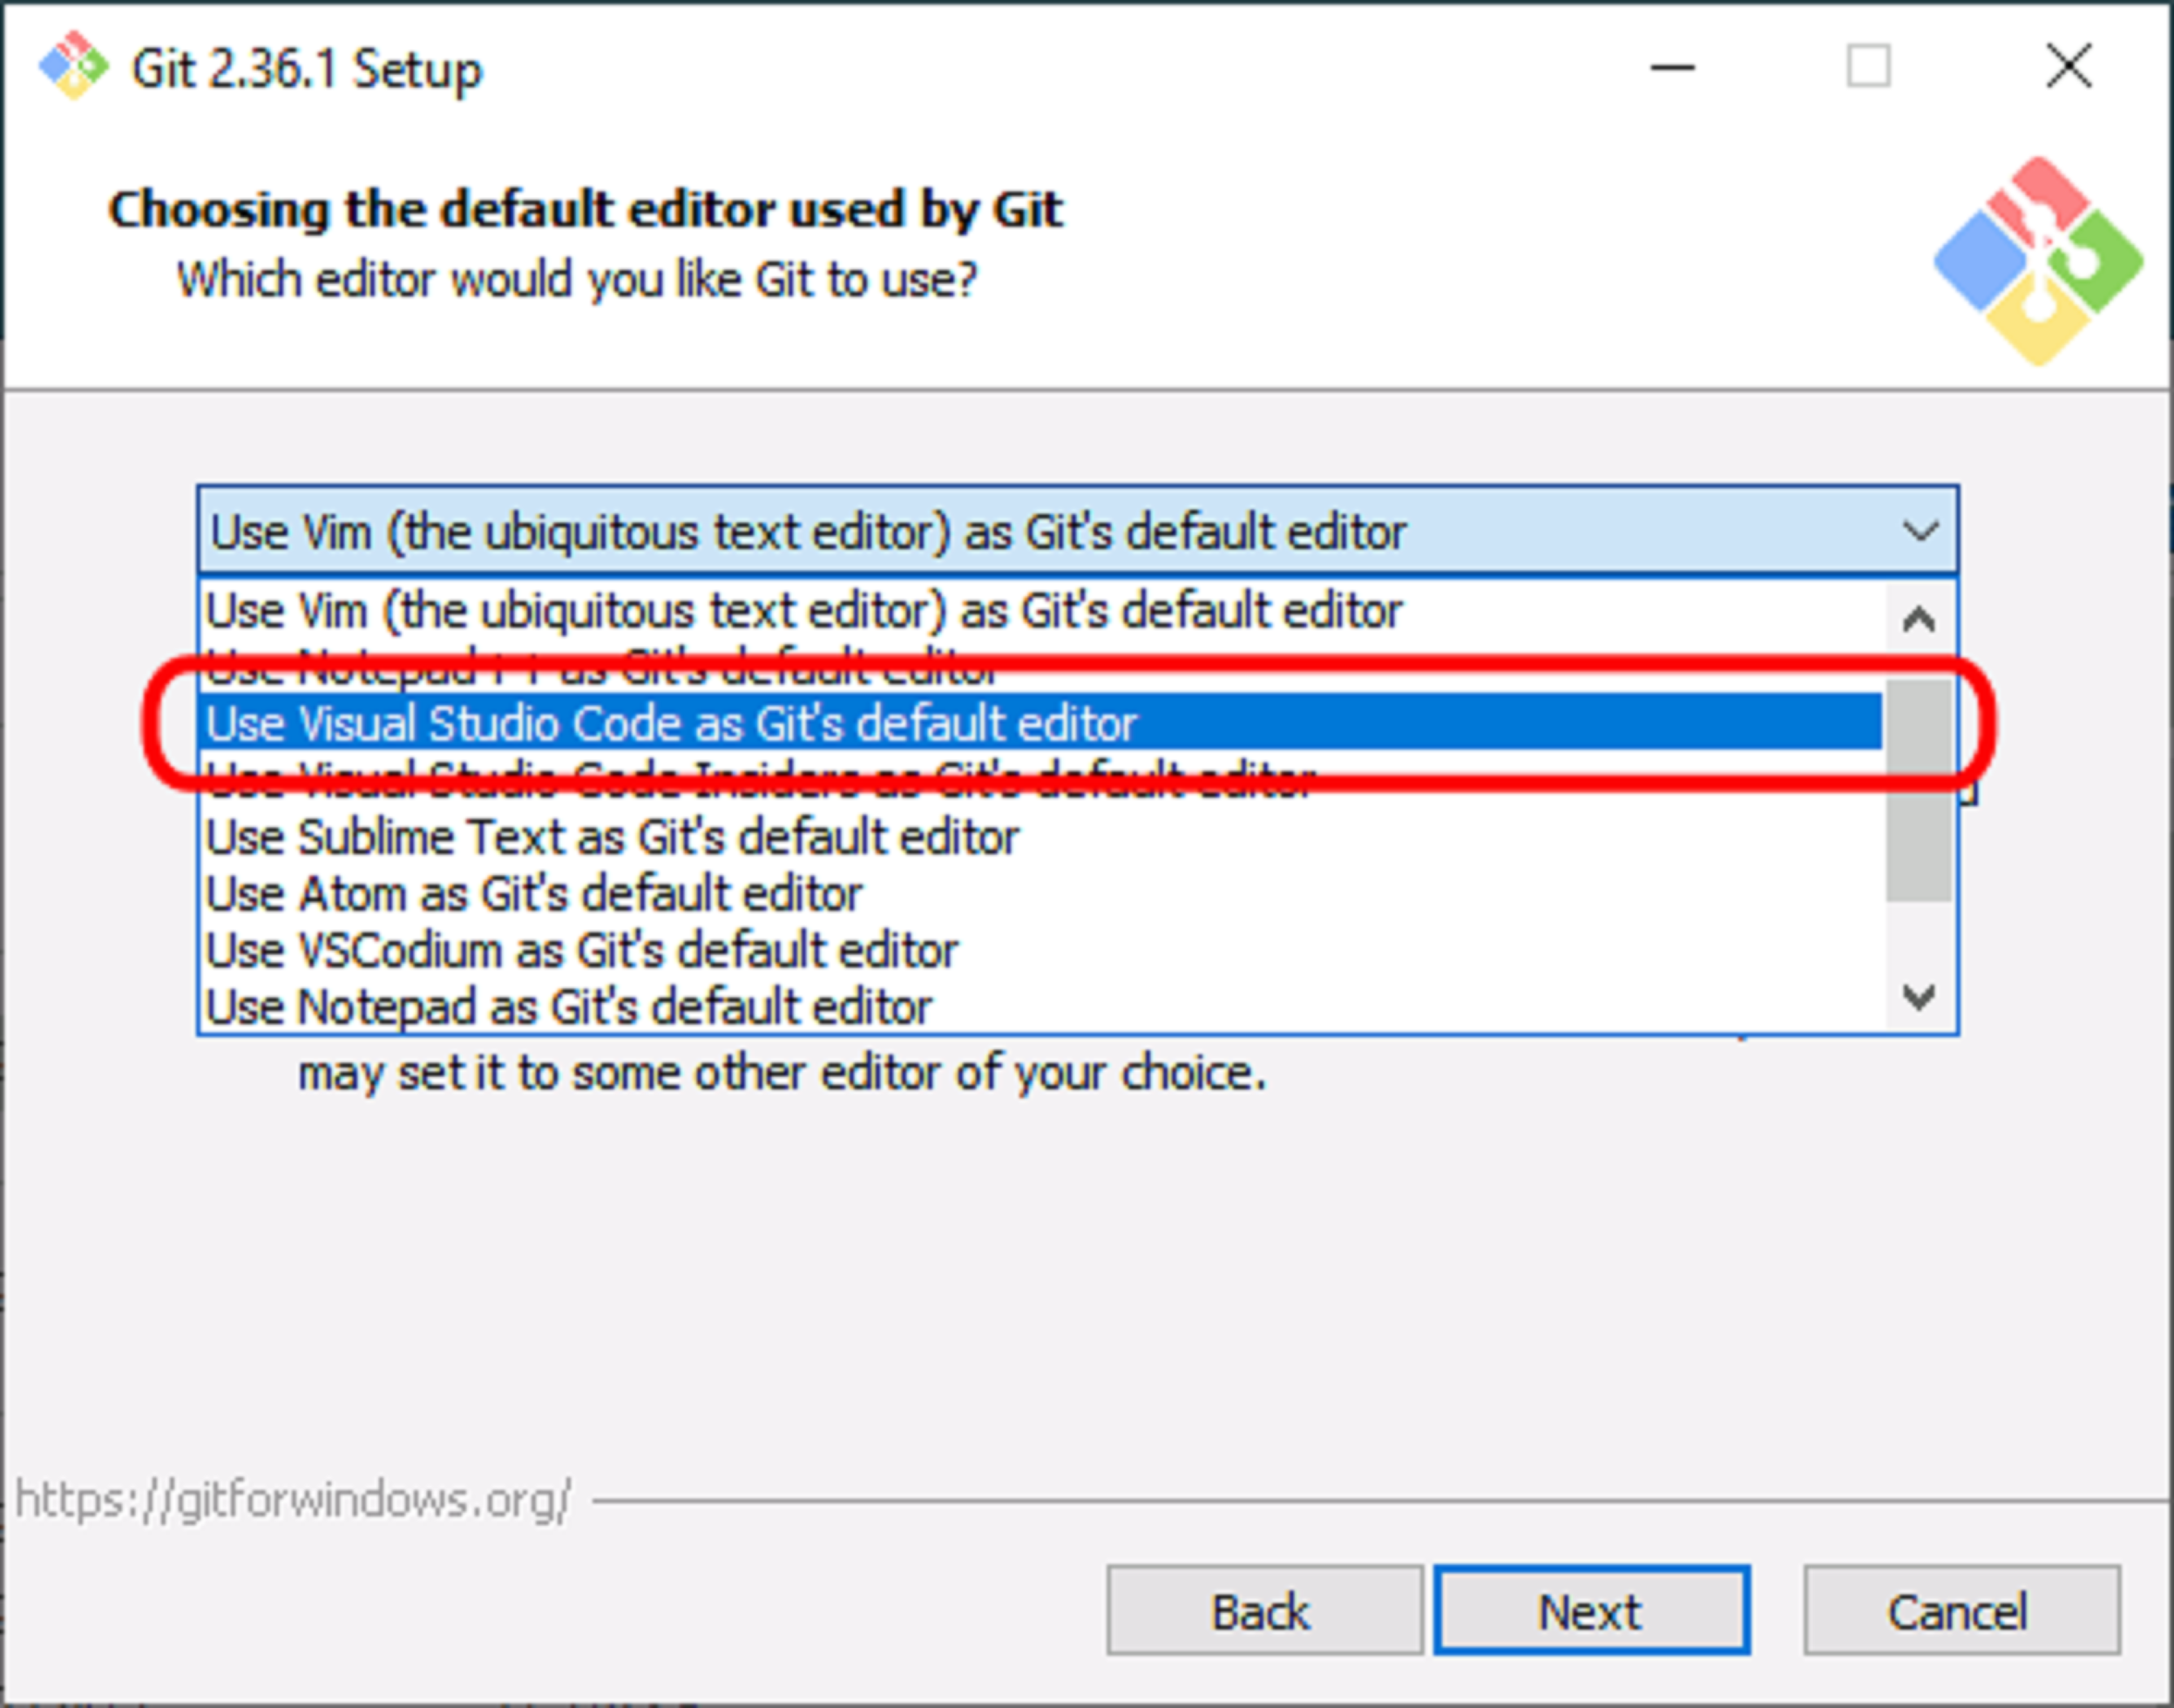 Git 2.36.1 Setup
Choosing the default editor used by Git
Which editor would you like Git to use?
Use Vim (the ubiquitous text editor) as Git's default editor
Use Vim (the ubiquitous text editor) as Git's default editor
Use Notepad++ as Git's default editor
Use Visual Studio Code as Git's default editor
Use Visual Studio Code Insiders as Git's default editor
Use Sublime Text as Git's default editor
Use Atom as Git's default editor
Use VSCodium as Git's default editor
Use Notepad as Git's default editor
may set it to some other editor of your choice.
https://gitforwindows.org/
Back
Next
Cancel